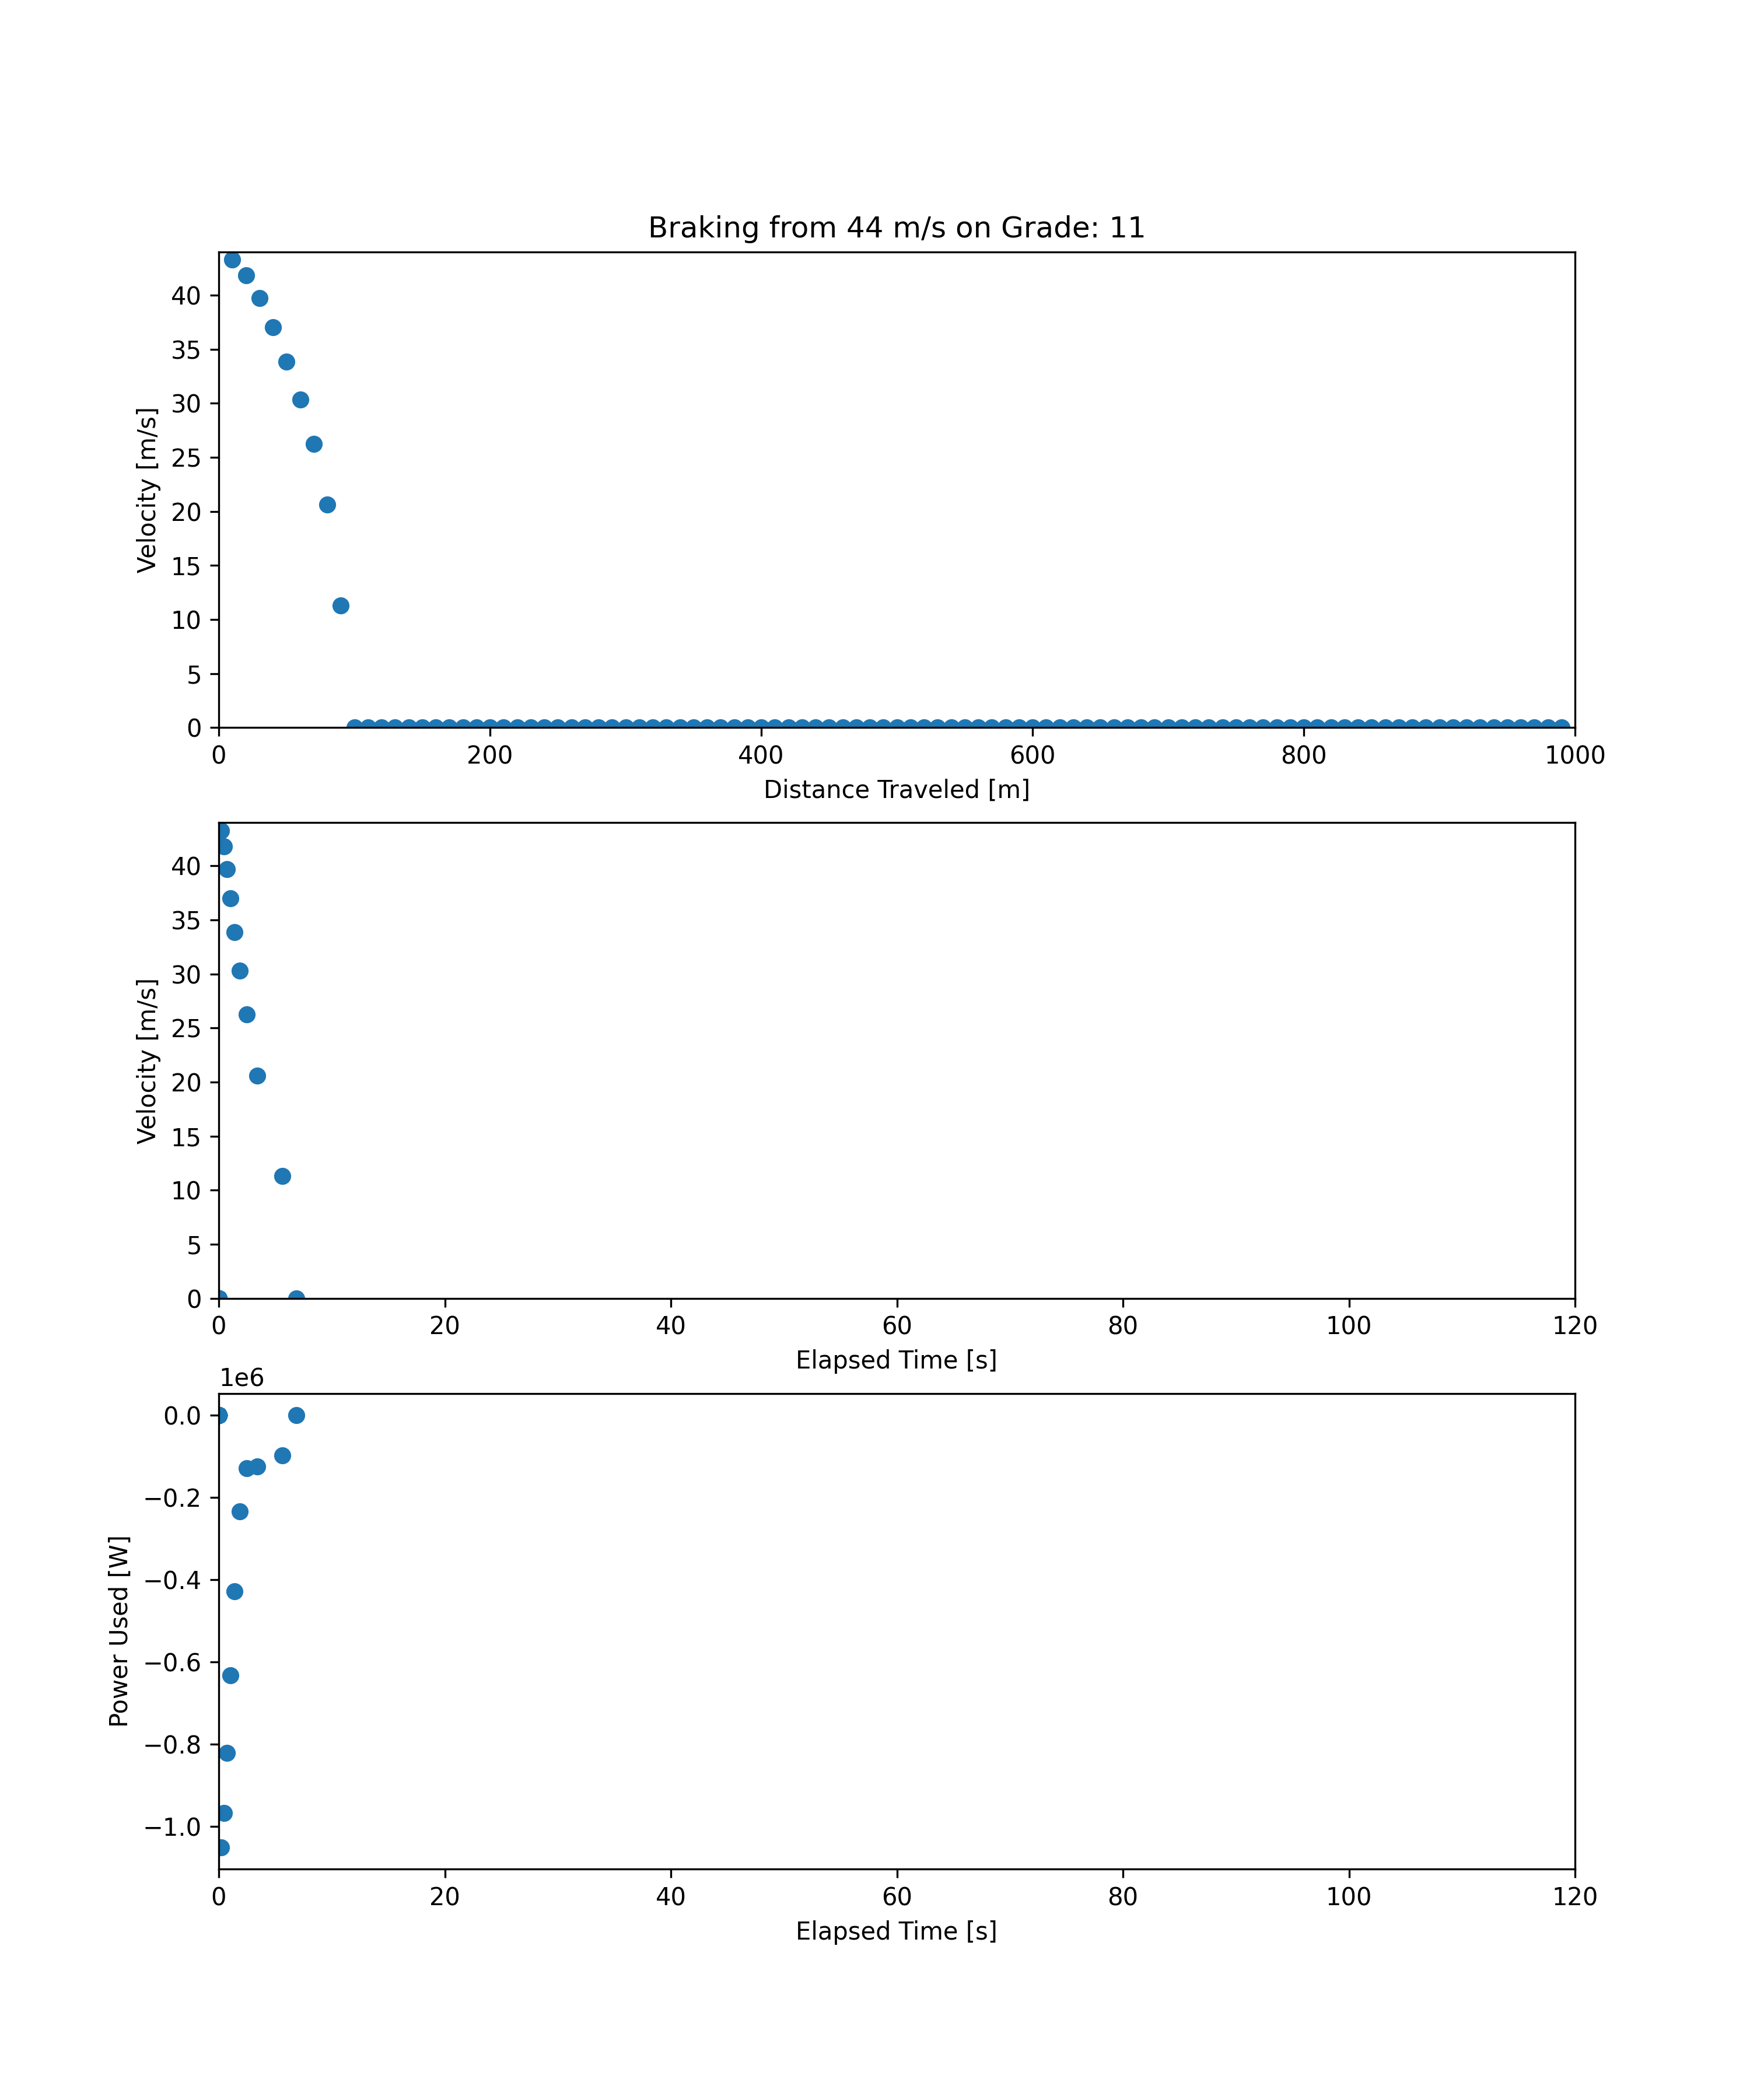 Braking from 44 m/s on Grade: 11
40
35
30
25
20
15
10
5
0
Velocity [m/s]
0 200 400 600 800 1000
Distance Traveled [m]
40
35
30
25
20
15
10
5
0
Velocity [m/s]
0 20 40 60 80 100 120
Elapsed Time [s]
1e6
0.0
−0.2
−0.4
−0.6
−0.8
−1.0
Power Used [W]
0 20 40 60 80 100 120
Elapsed Time [s]